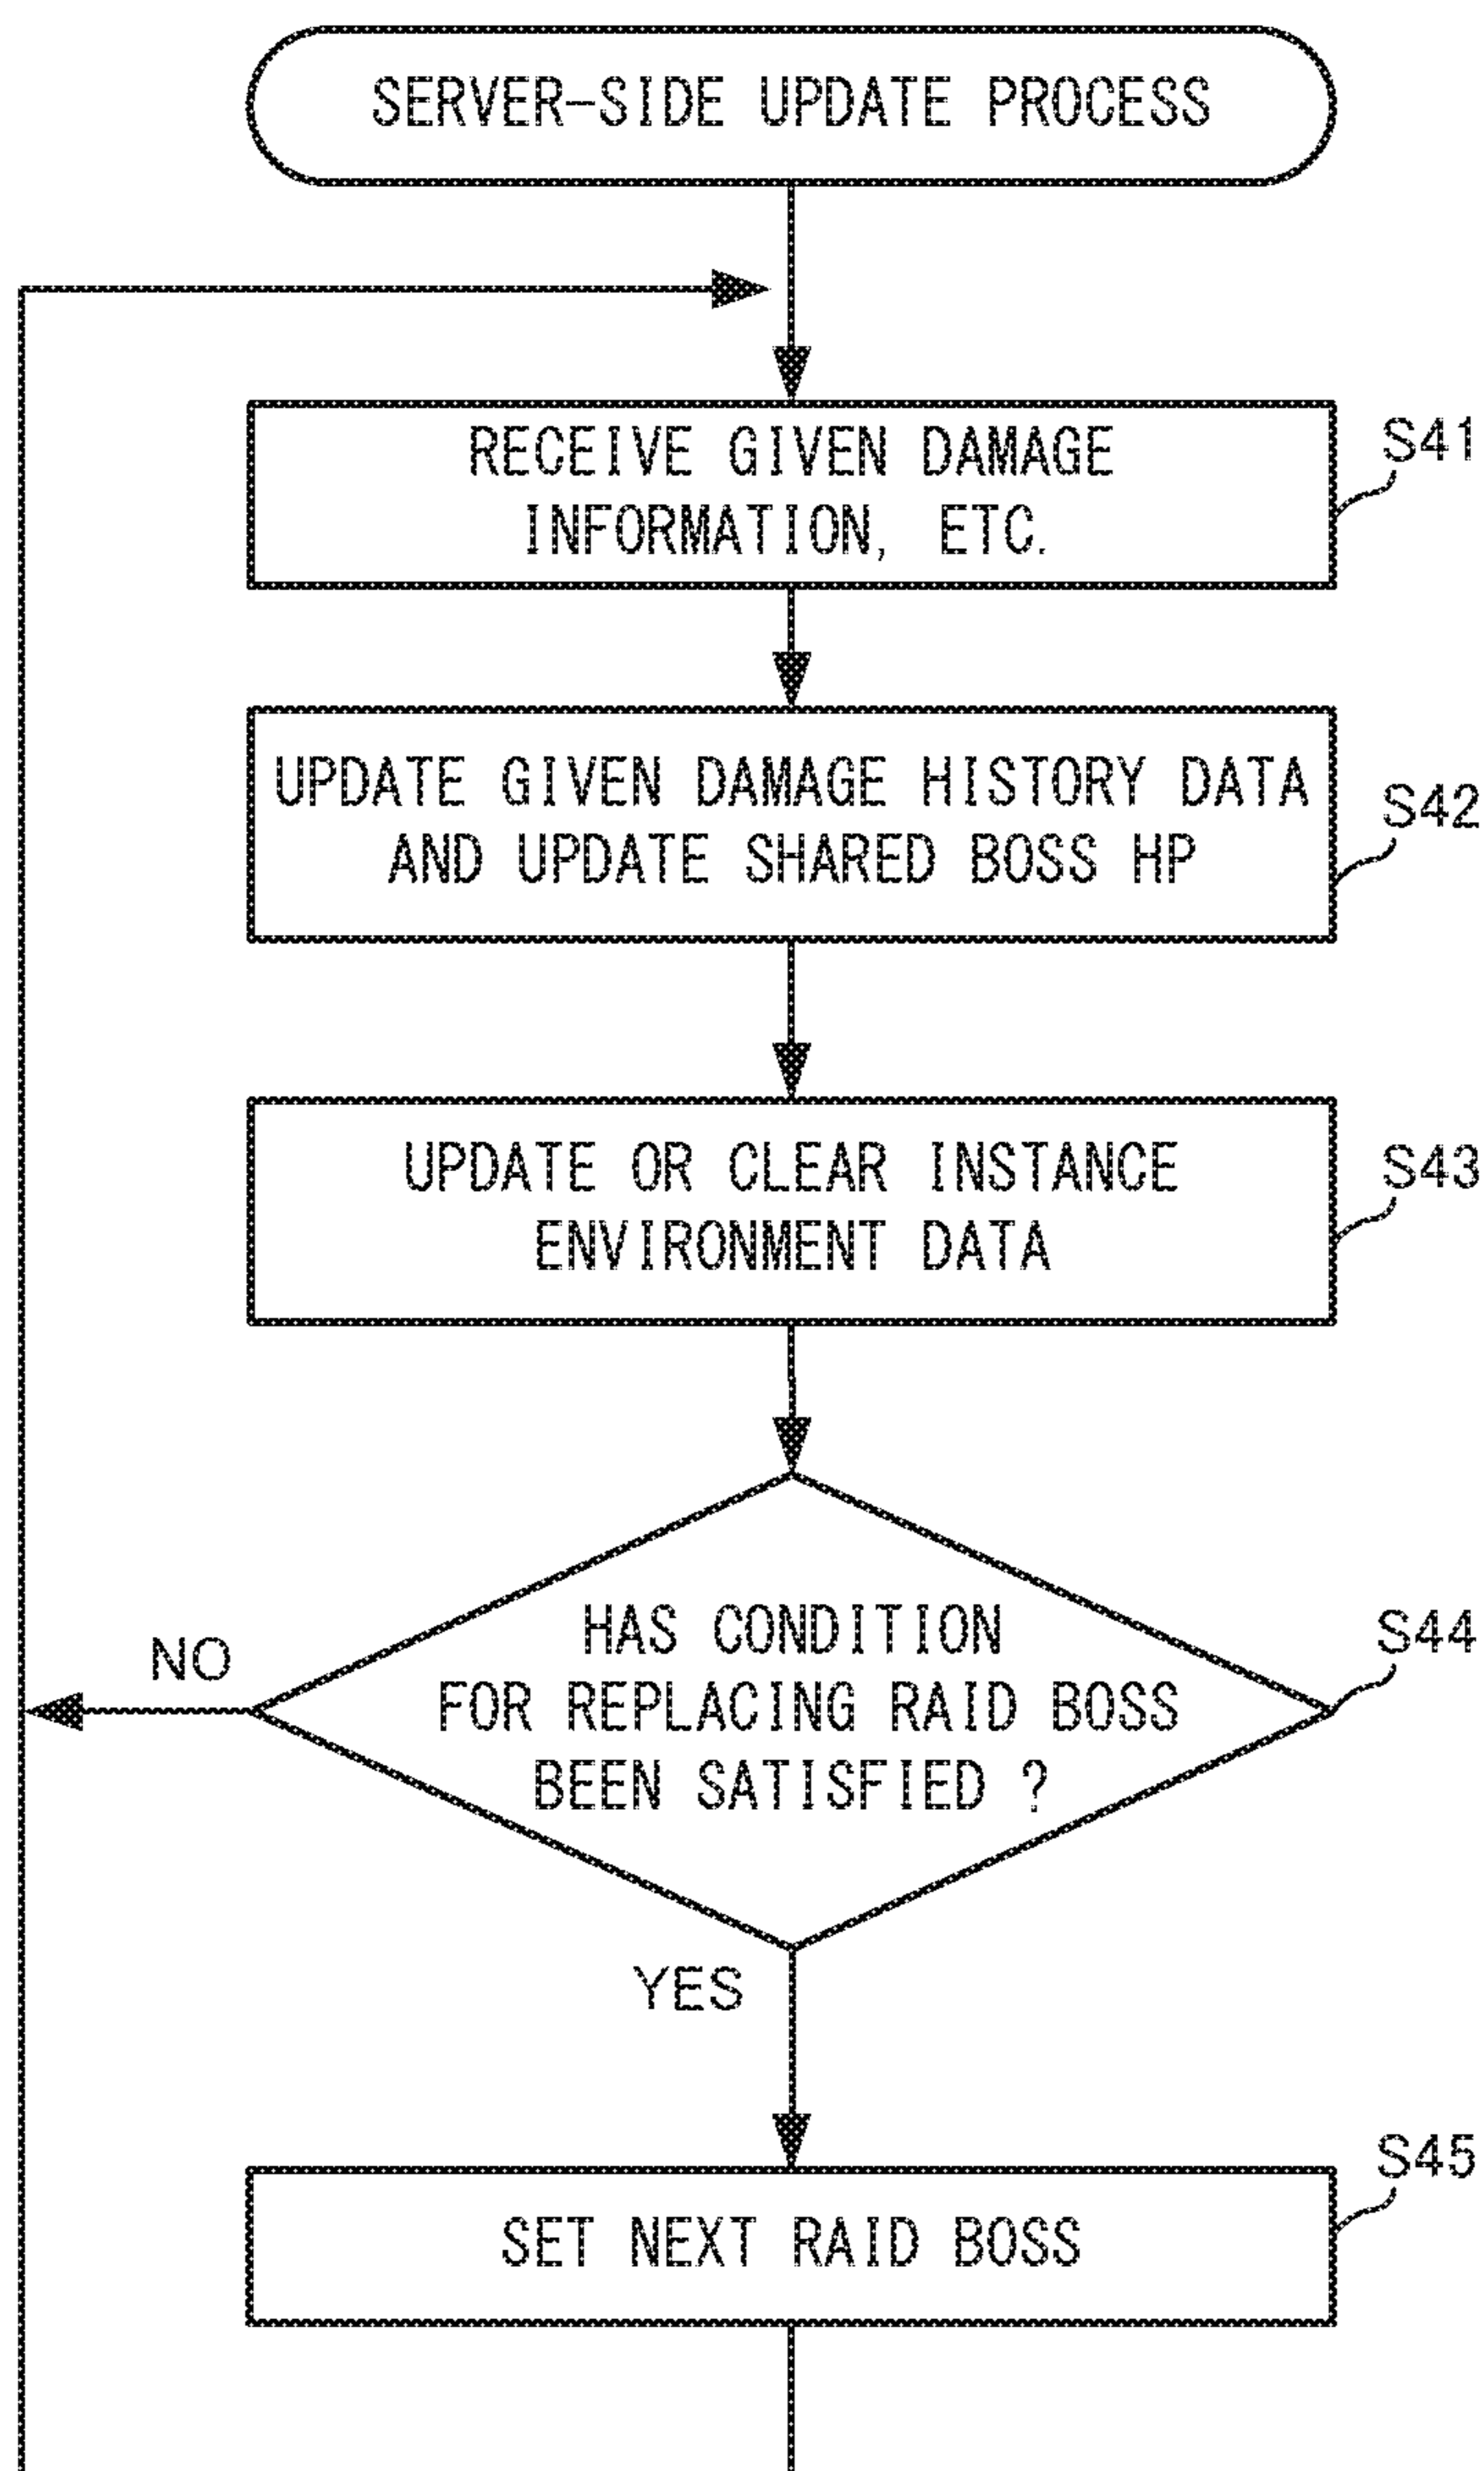 SERVER-SIDE UPDATE PROCESS
RECEIVE GIVEN DAMAGE
INFORMATION, ETC.
S41
UPDATE GIVEN DAMAGE HISTORY DATA
AND UPDATE SHARED BOSS HP
S42
UPDATE OR CLEAR INSTANCE
ENVIRONMENT DATA
S43
HAS CONDITION
FOR REPLACING RAID BOSS
BEEN SATISFIED ?
S44
NO
YES
SET NEXT RAID BOSS
S45